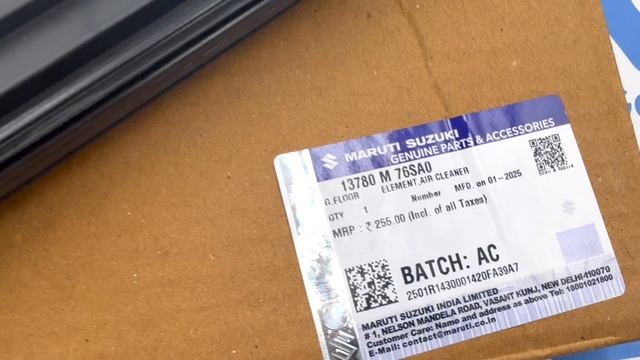 MARUTI SUZUKI
GENUINE PARTS & ACCESSORIES
13780 M 76SA0
G.FLOOR ELEMENT,AIR CLEANER
QTY 1 Number MFD. on 01-2025
MRP : ₹ 255.00 (Incl. of all Taxes)
BATCH: AC
2501R1430001420FA39A7
MARUTI SUZUKI INDIA LIMITED
# 1, NELSON MANDELA ROAD, VASANT KUNJ, NEW DELHI-110070
Customer Care: Name and address as above Tel: 18001021800
E-Mail: contact@maruti.co.in